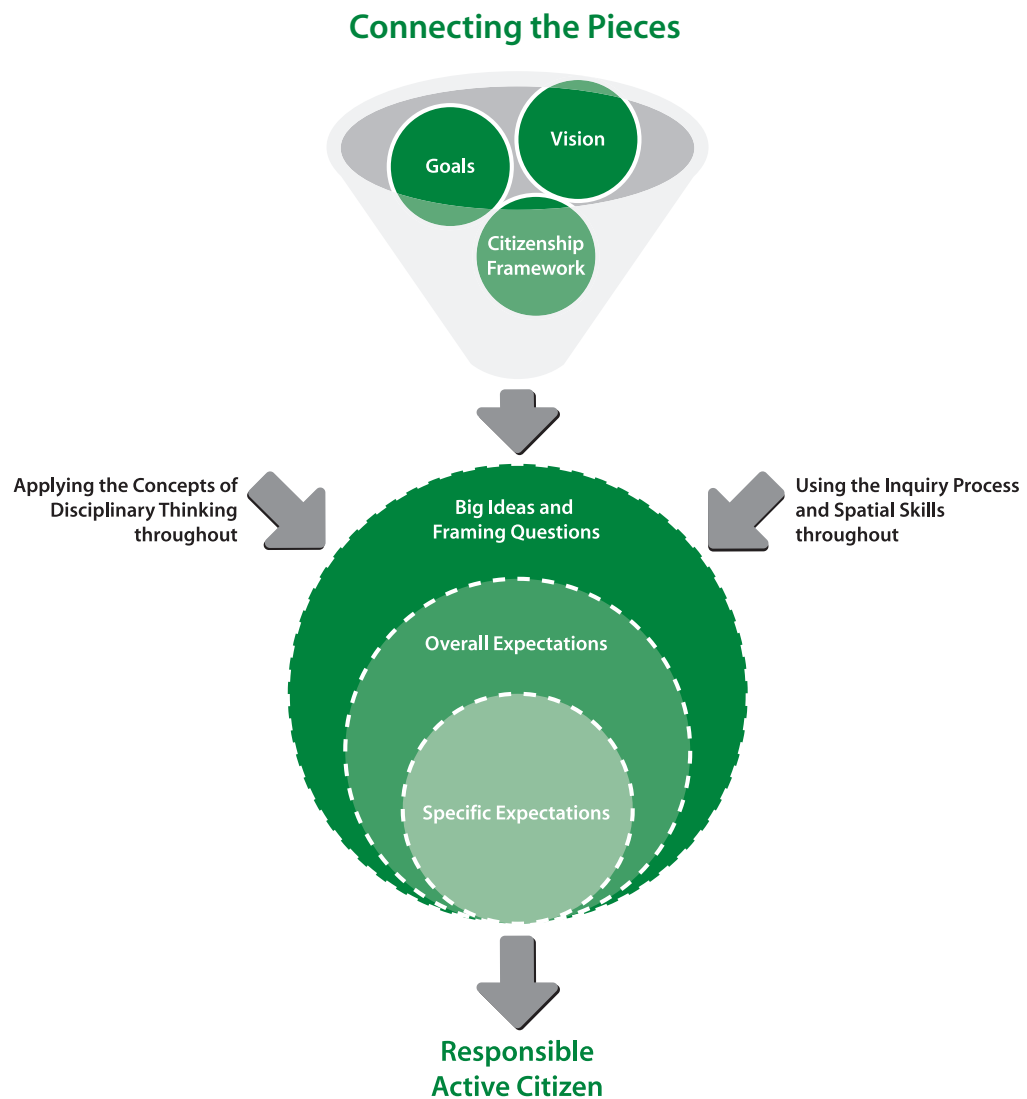 Connecting the Pieces
Vision
Goals
Citizenship
Framework
Applying the Concepts of
Disciplinary Thinking
throughout
Using the Inquiry Process
and Spatial Skills
throughout
Big Ideas and
Framing Questions
Overall Expectations
Specific Expectations
Responsible
Active Citizen